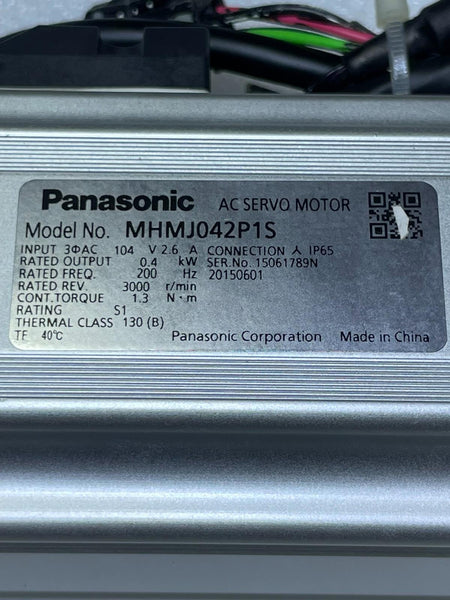 Panasonic AC SERVO MOTOR
Model No. MHMJ042P1S
INPUT 3ΦAC 104 V 2.6 A CONNECTION 人 IP65
RATED OUTPUT 0.4 kW SER.No. 15061789N
RATED FREQ. 200 Hz 20150601
RATED REV. 3000 r/min
CONT.TORQUE 1.3 N·m
RATING S1
THERMAL CLASS 130 (B)
TE 40℃ Panasonic Corporation Made in China